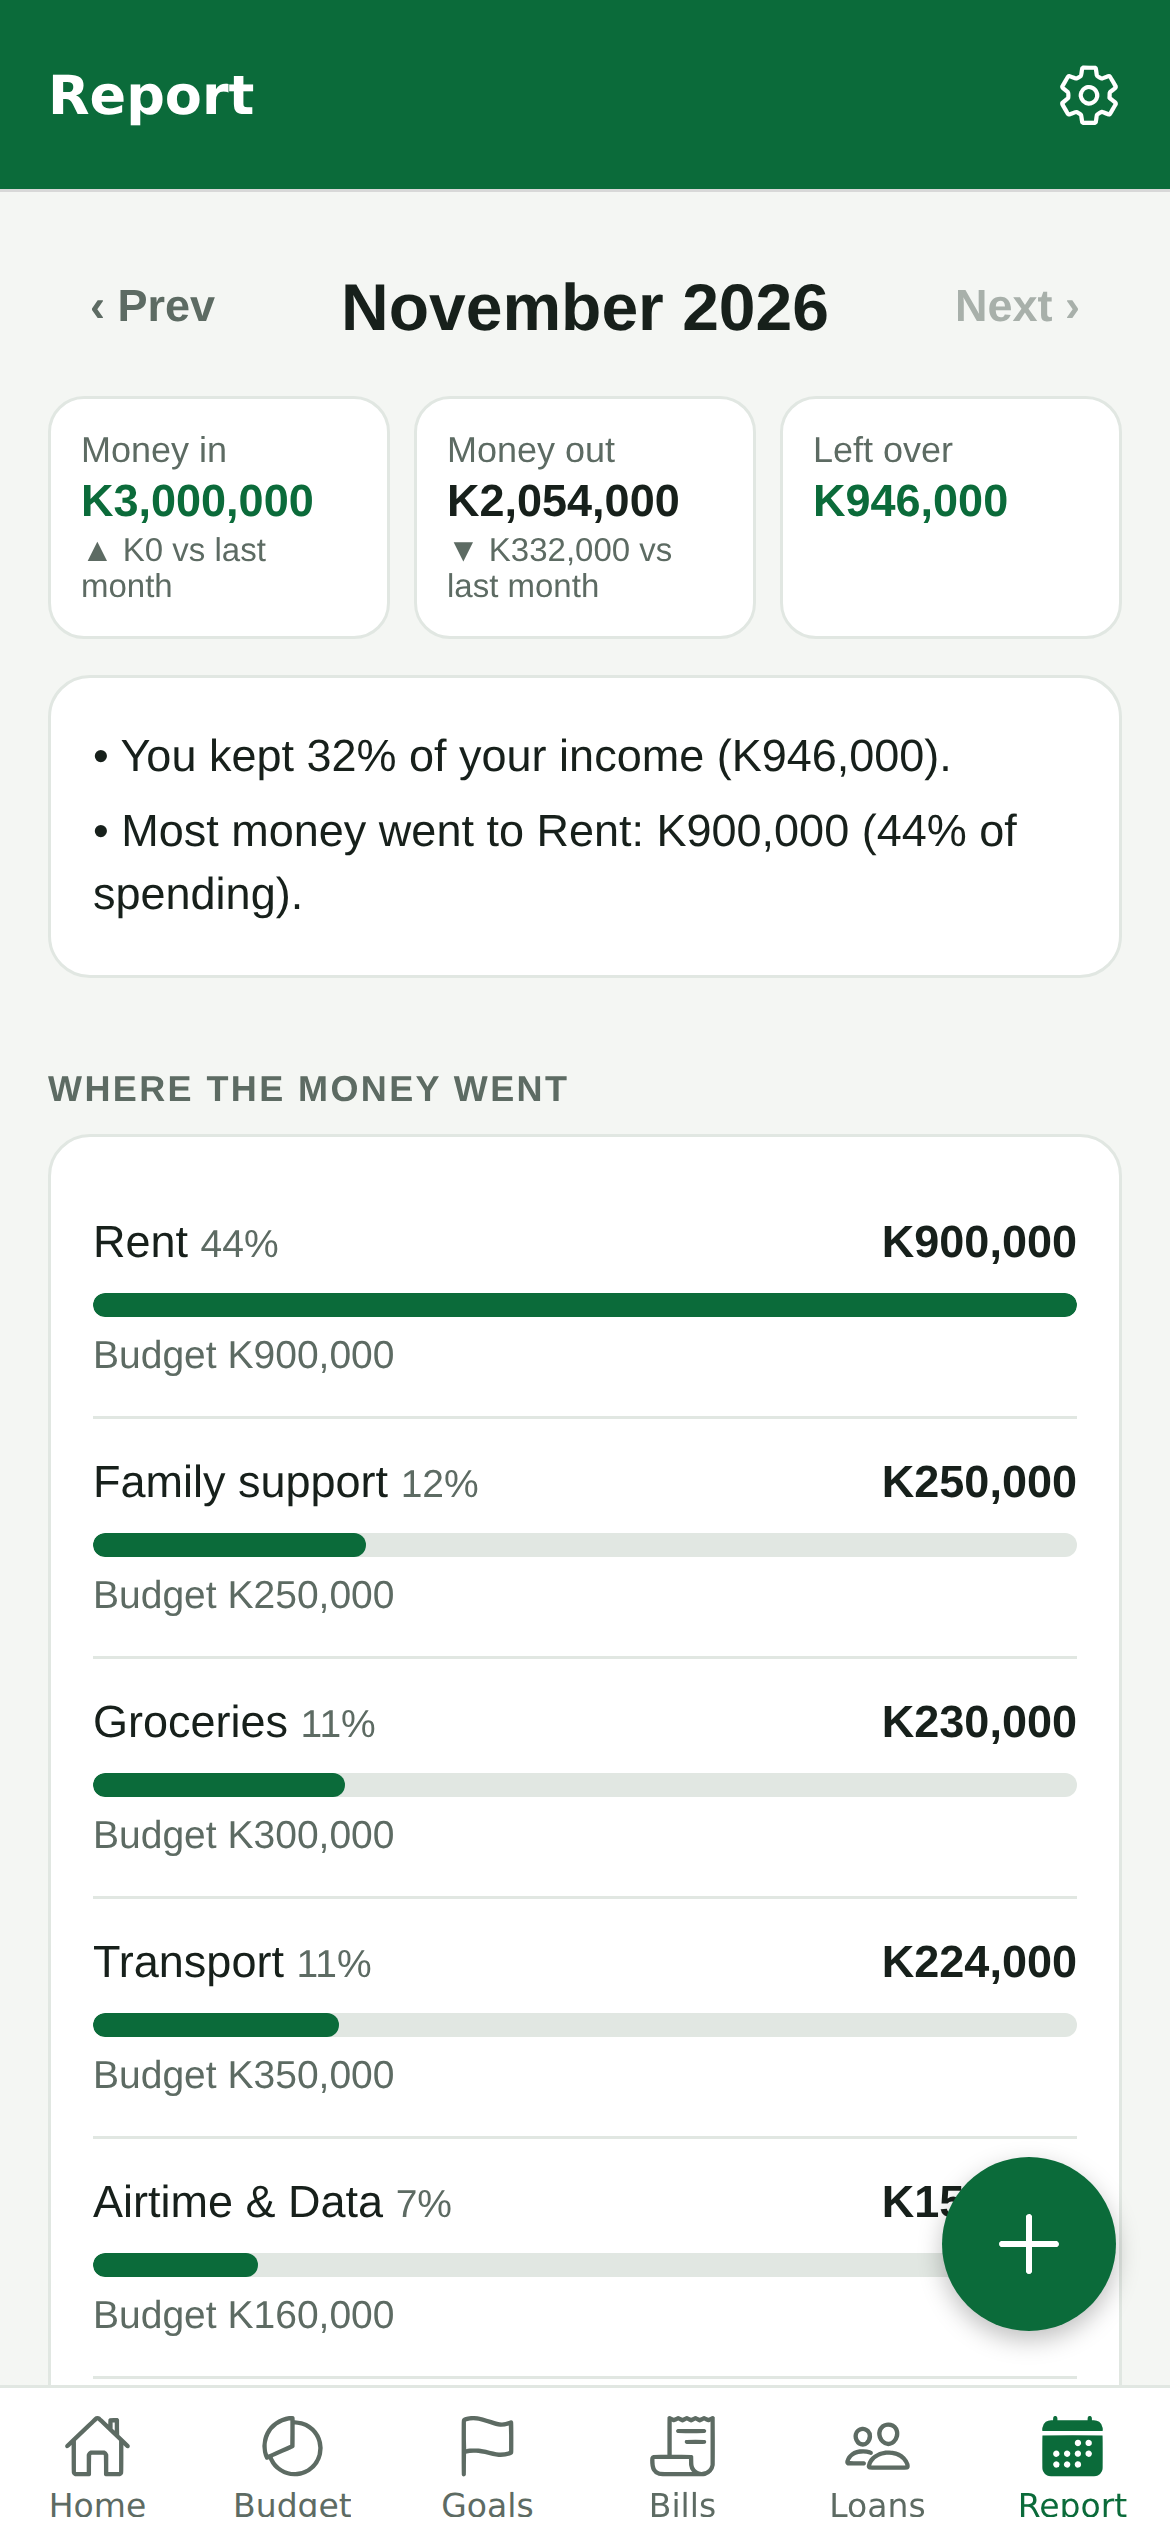 Report
‹ Prev
November 2026
Next ›
Money in
K3,000,000
▲ K0 vs last
month
Money out
K2,054,000
▼ K332,000 vs
last month
Left over
K946,000
• You kept 32% of your income (K946,000).
• Most money went to Rent: K900,000 (44% of
spending).
WHERE THE MONEY WENT
Rent 44% K900,000
Budget K900,000
Family support 12% K250,000
Budget K250,000
Groceries 11% K230,000
Budget K300,000
Transport 11% K224,000
Budget K350,000
Airtime & Data 7%
Budget K160,000
Home
Budget
Goals
Bills
Loans
Report